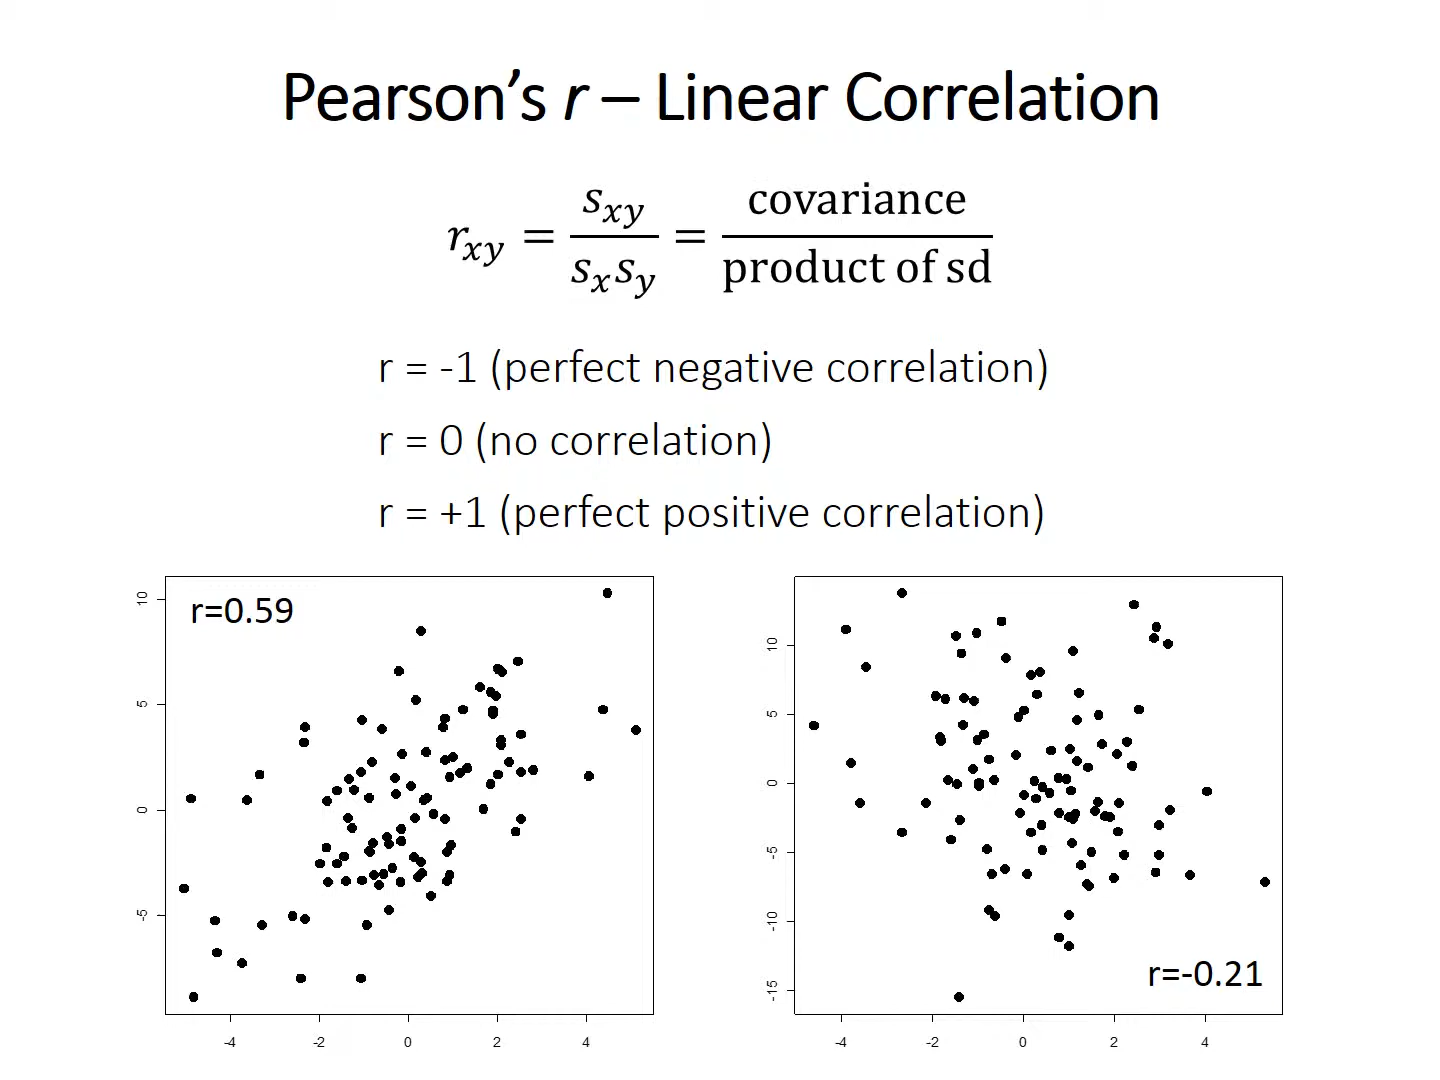 Pearson’s r – Linear Correlation
r_xy = s_xy / s_x s_y = covariance / product of sd
r = -1 (perfect negative correlation)
r = 0 (no correlation)
r = +1 (perfect positive correlation)
r=0.59
10
5
0
-5
-4 -2 0 2 4
10
5
0
-5
-10
-15
r=-0.21
-4 -2 0 2 4